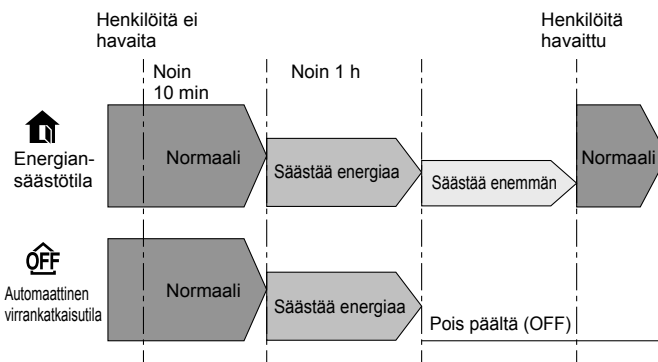 Henkilöitä ei
havaita
Henkilöitä
havaittu
Noin
10 min
Noin 1 h
Energian-
säästötila
Normaali
Säästää energiaa
Säästää enemmän
Normaali
OFF
Automaattinen
virrankatkaisutila
Normaali
Säästää energiaa
Pois päältä (OFF)